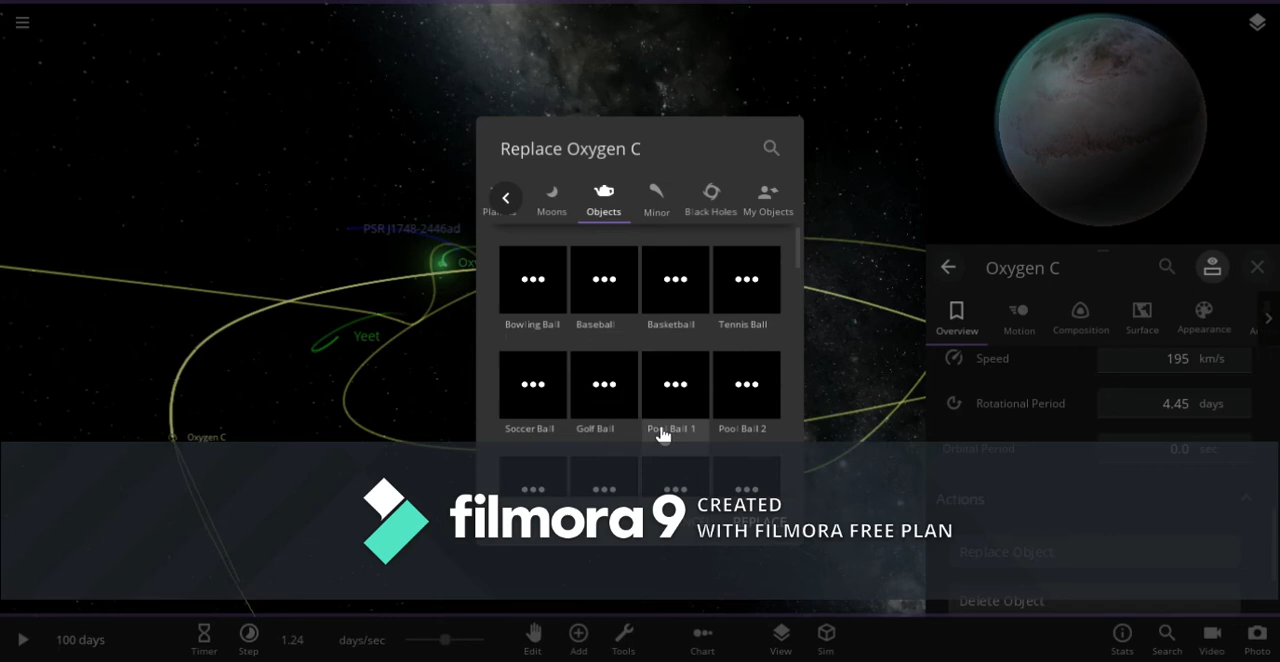 Replace Oxygen C
Moons
Objects
Minor
Black Holes
My Objects
PSR J1748-2446ad
Yeet
Oxygen C
Bowling Ball
Baseball
Basketball
Tennis Ball
Soccer Ball
Golf Ball
Pool Ball 1
Pool Ball 2
REPLACE
filmora 9
CREATED
WITH FILMORA FREE PLAN
Oxygen C
Overview
Motion
Composition
Surface
Appearance
Speed 195 km/s
Rotational Period 4.45 days
Orbital Period 0.0 sec
Actions
Replace Object
Delete Object
100 days
Timer
Step
1.24 days/sec
Edit
Add
Tools
Chart
View
Sim
Stats
Search
Video
Photo